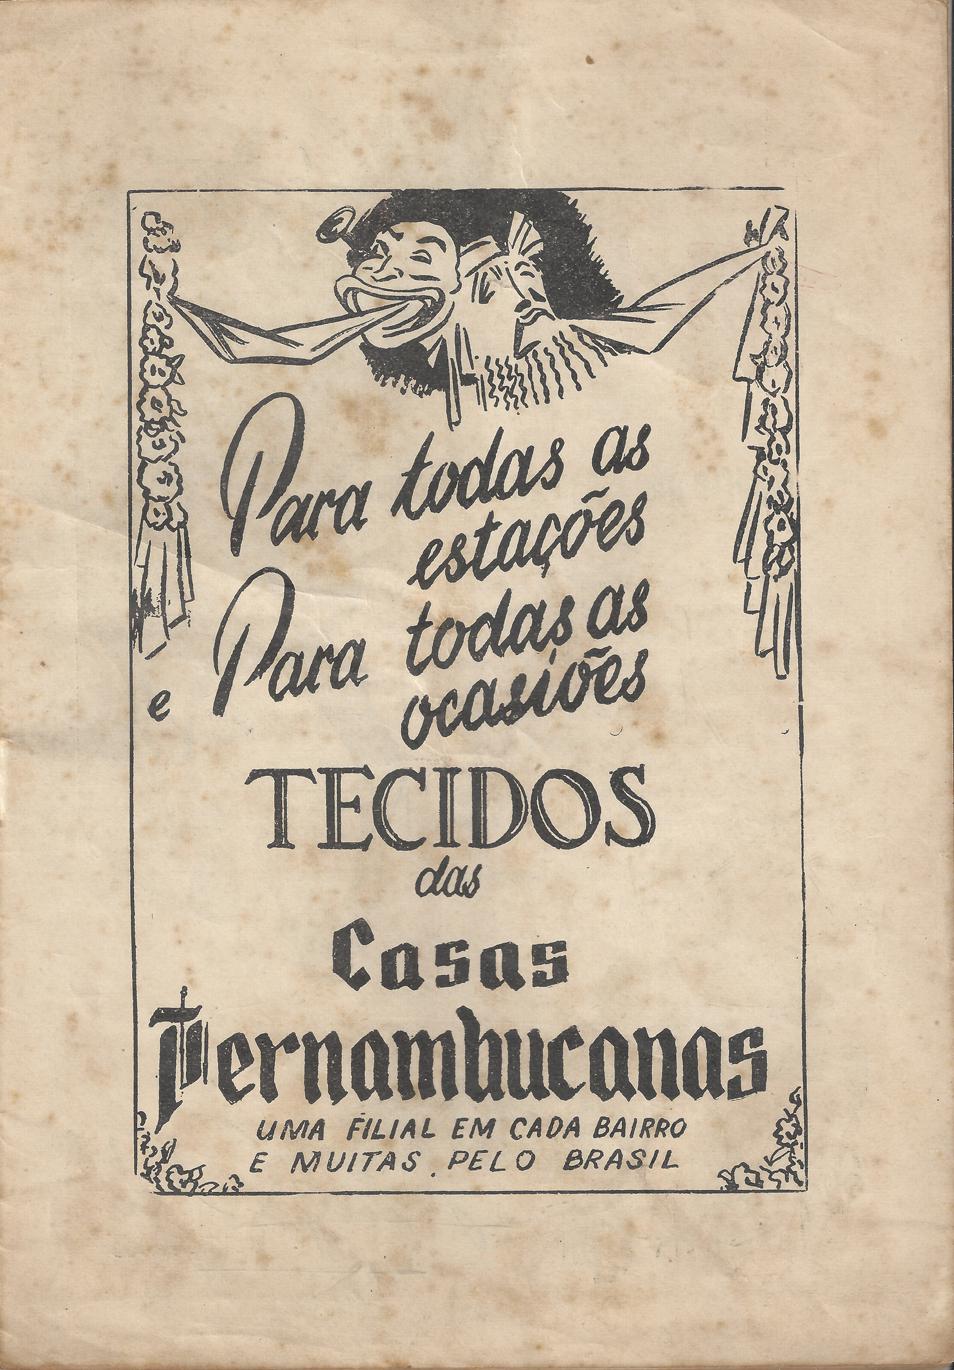 Para todas as
estações
e Para todas as
ocasiões
TECIDOS
das
Casas
Pernambucanas
UMA FILIAL EM CADA BAIRRO
E MUITAS PELO BRASIL